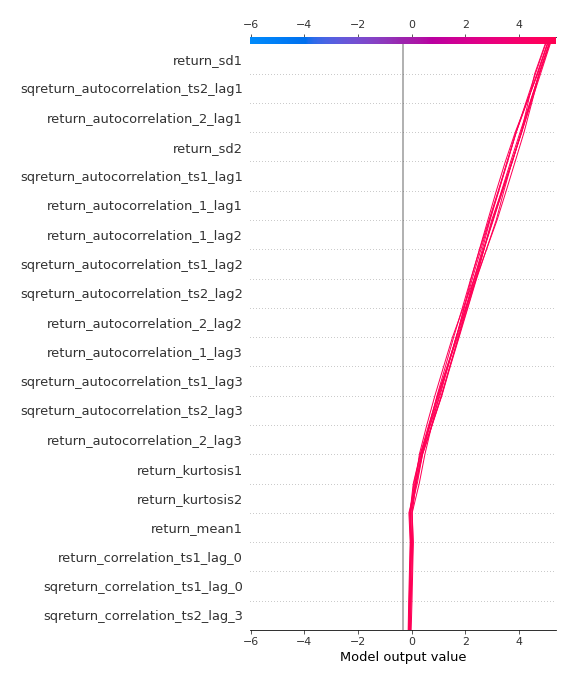 −6 −4 −2 0 2 4
return_sd1
sqreturn_autocorrelation_ts2_lag1
return_autocorrelation_2_lag1
return_sd2
sqreturn_autocorrelation_ts1_lag1
return_autocorrelation_1_lag1
return_autocorrelation_1_lag2
sqreturn_autocorrelation_ts1_lag2
sqreturn_autocorrelation_ts2_lag2
return_autocorrelation_2_lag2
return_autocorrelation_1_lag3
sqreturn_autocorrelation_ts1_lag3
sqreturn_autocorrelation_ts2_lag3
return_autocorrelation_2_lag3
return_kurtosis1
return_kurtosis2
return_mean1
return_correlation_ts1_lag_0
sqreturn_correlation_ts1_lag_0
sqreturn_correlation_ts2_lag_3
−6 −4 −2 0 2 4
Model output value